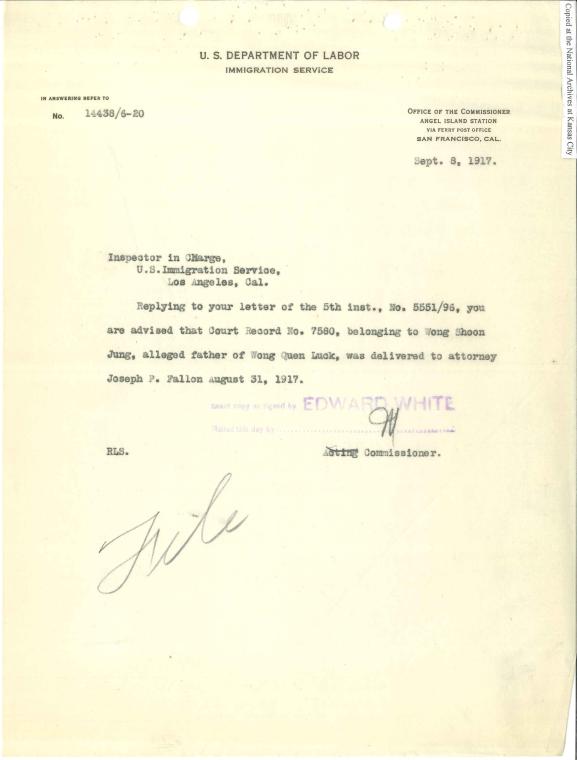 Copied at the National Archives at Kansas City
U. S. DEPARTMENT OF LABOR
IMMIGRATION SERVICE
IN ANSWERING REFER TO
No. 14438/6-20
OFFICE OF THE COMMISSIONER
ANGEL ISLAND STATION
VIA FERRY POST OFFICE
SAN FRANCISCO, CAL.
Sept. 8, 1917.
Inspector in Charge,
U.S.Immigration Service,
Los Angeles, Cal.
Replying to your letter of the 5th inst., No. 5551/96, you
are advised that Court Record No. 7580, belonging to Wong Shoon
Jung, alleged father of Wong Quen Luck, was delivered to attorney
Joseph P. Fallon August 31, 1917.
Exact copy as signed by EDWARD WHITE
Mailed this day by
RLS.
Acting Commissioner.
File